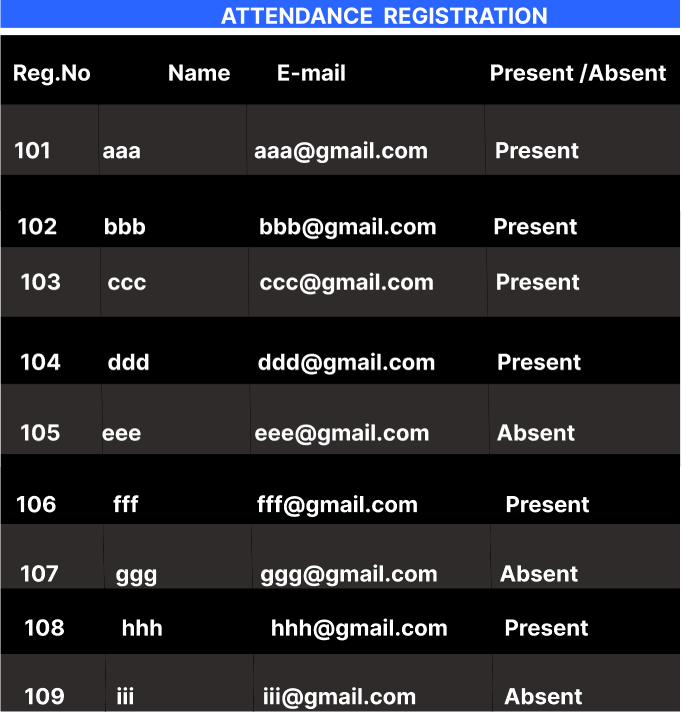 ATTENDANCE REGISTRATION
Reg.No Name E-mail Present /Absent
101 aaa aaa@gmail.com Present
102 bbb bbb@gmail.com Present
103 ccc ccc@gmail.com Present
104 ddd ddd@gmail.com Present
105 eee eee@gmail.com Absent
106 fff fff@gmail.com Present
107 ggg ggg@gmail.com Absent
108 hhh hhh@gmail.com Present
109 iii iii@gmail.com Absent